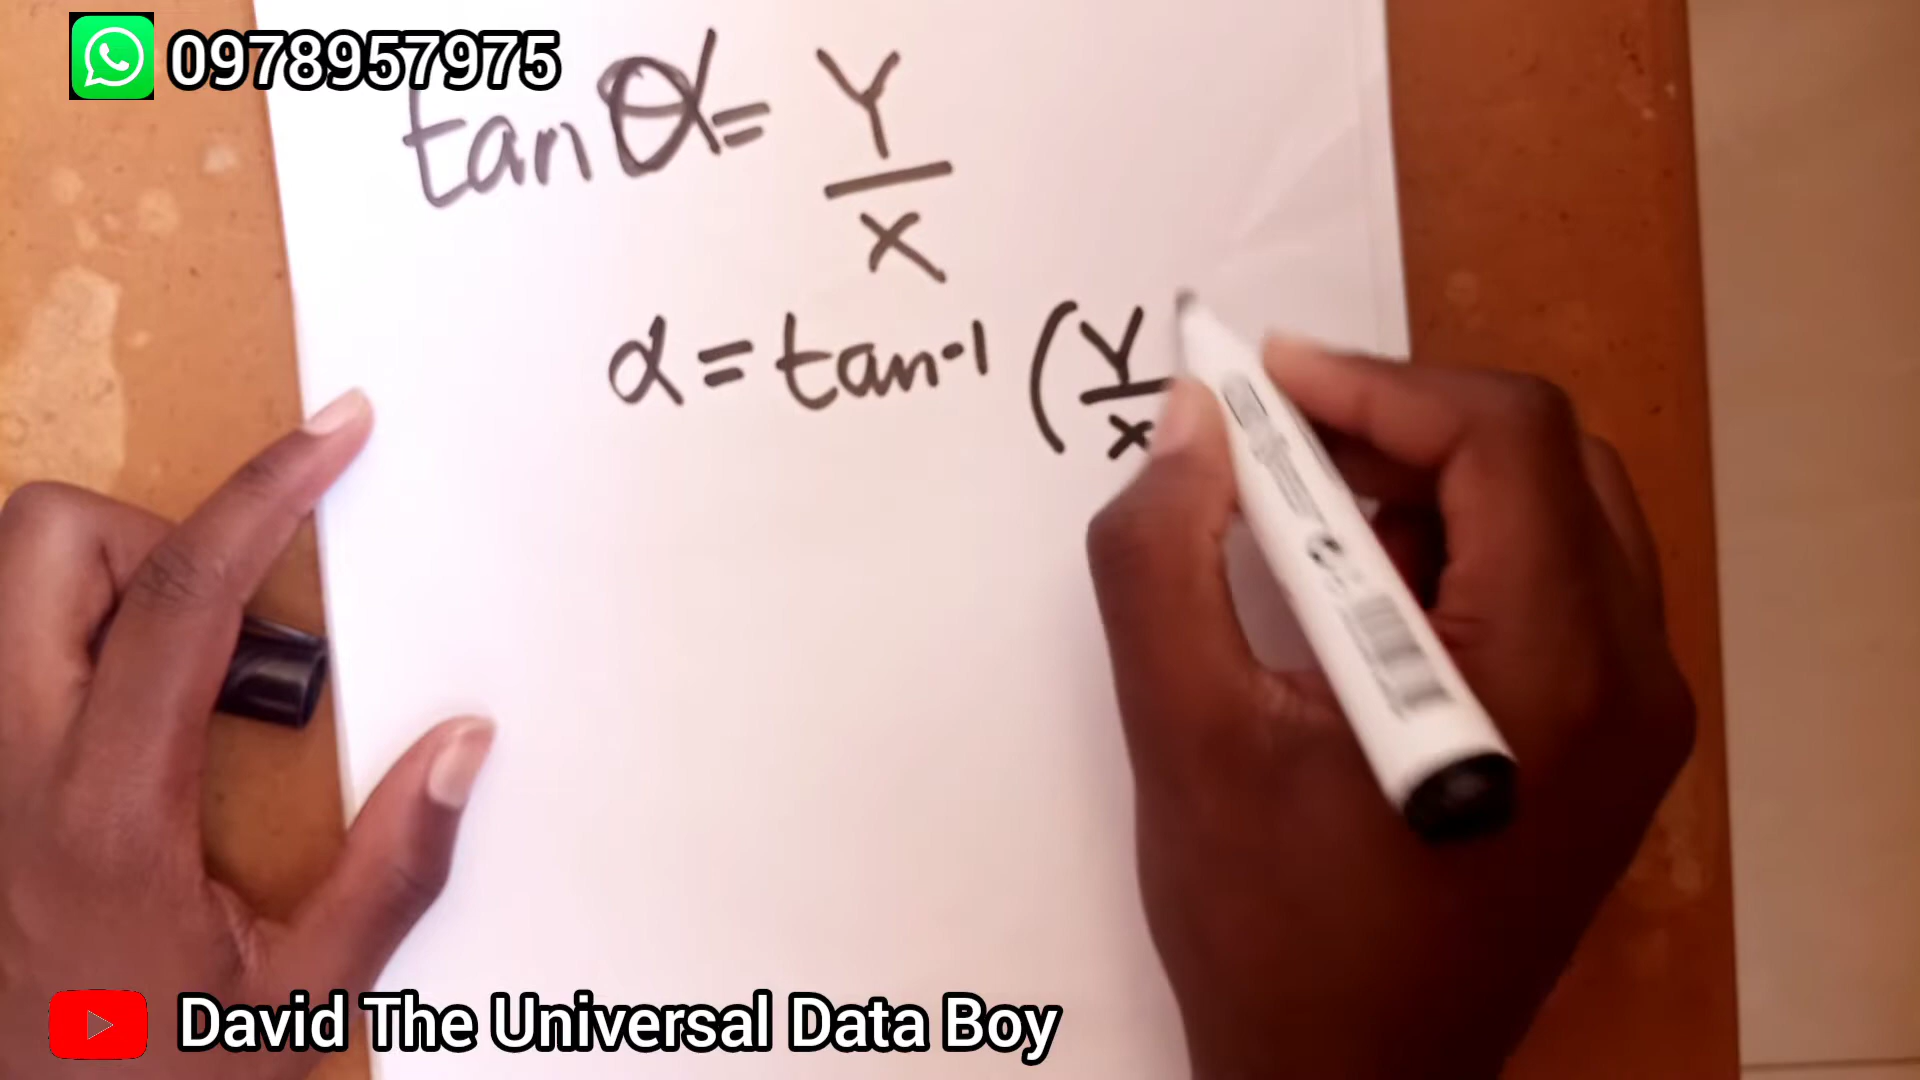 0978957975
tan α = Y
X
α = tan-1 (Y
x
David The Universal Data Boy